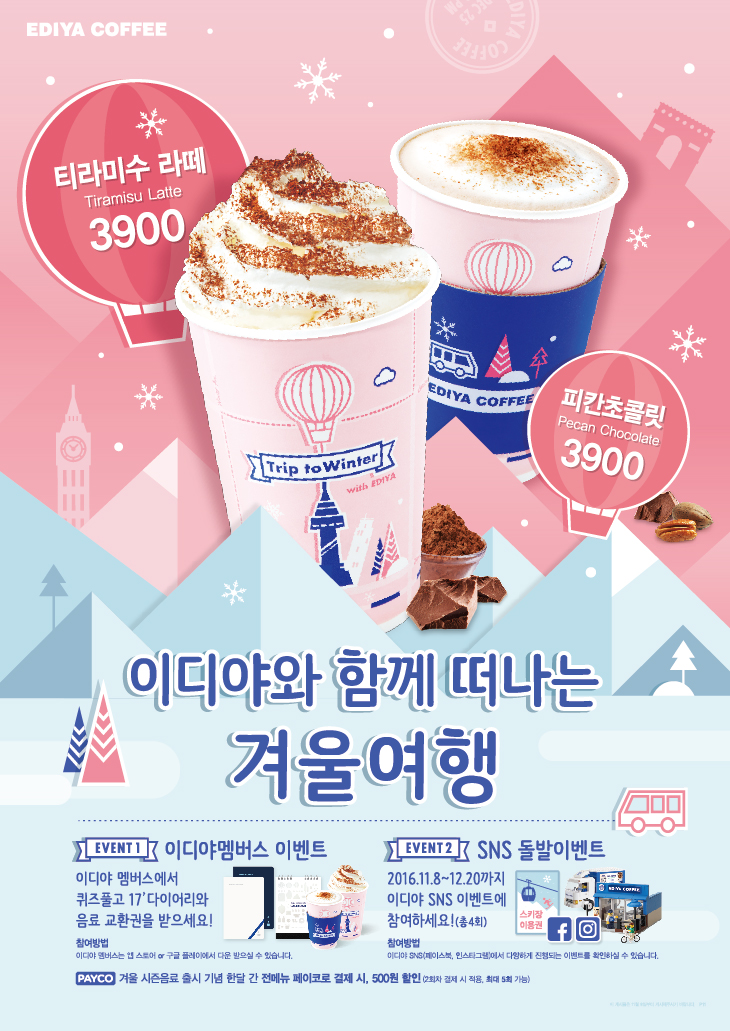 EDIYA COFFEE
EDIYA COFFEE
티라미수 라떼
Tiramisu Latte
3900
EDIYA COFFEE
피칸초콜릿
Pecan Chocolate
3900
Trip to Winter
with EDIYA
이디야와 함께 떠나는
겨울여행
EVENT 1 이디야멤버스 이벤트
이디야 멤버스에서
퀴즈풀고 17'다이어리와
음료 교환권을 받으세요!
참여방법
이디야 멤버스는 앱 스토어 or 구글 플레이에서 다운 받으실 수 있습니다.
EVENT 2 SNS 돌발이벤트
2016.11.8~12.20까지
이디야 SNS 이벤트에
참여하세요!(총4회)
스키장
이용권
EDIYA COFFEE
참여방법
이디야 SNS(페이스북, 인스타그램)에서 다양하게 진행되는 이벤트를 확인하실 수 있습니다.
PAYCO 겨울 시즌음료 출시 기념 한달 간 전메뉴 페이코로 결제 시, 500원 할인 (2회차 결제 시 적용, 최대 5회 가능)